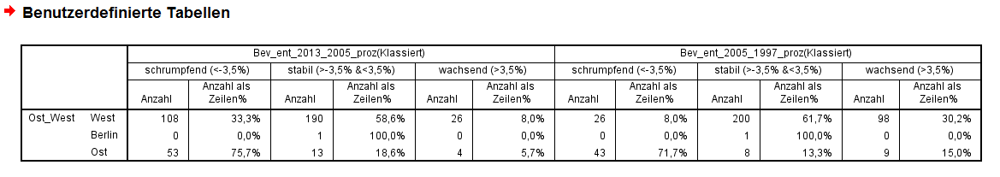 Benutzerdefinierte Tabellen
Bev_ent_2013_2005_proz(Klassiert) Bev_ent_2005_1997_proz(Klassiert)
schrumpfend (<-3,5%) stabil (>-3,5% &<3,5%) wachsend (>3,5%) schrumpfend (<-3,5%) stabil (>-3,5% &<3,5%) wachsend (>3,5%)
Anzahl Anzahl als Zeilen% Anzahl Anzahl als Zeilen% Anzahl Anzahl als Zeilen% Anzahl Anzahl als Zeilen% Anzahl Anzahl als Zeilen% Anzahl Anzahl als Zeilen%
Ost_West West 108 33,3% 190 58,6% 26 8,0% 26 8,0% 200 61,7% 98 30,2%
Berlin 0 0,0% 1 100,0% 0 0,0% 0 0,0% 1 100,0% 0 0,0%
Ost 53 75,7% 13 18,6% 4 5,7% 43 71,7% 8 13,3% 9 15,0%